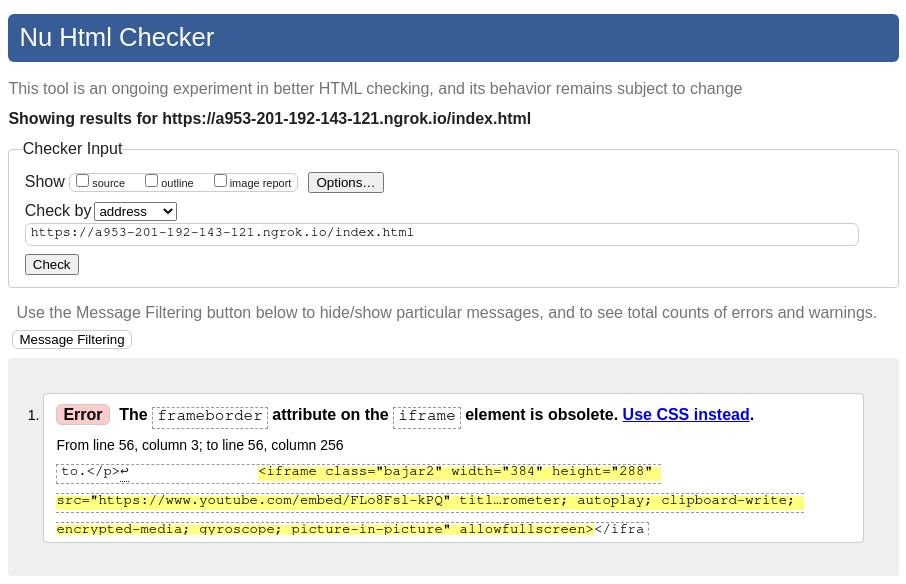 Nu Html Checker
This tool is an ongoing experiment in better HTML checking, and its behavior remains subject to change
Showing results for https://a953-201-192-143-121.ngrok.io/index.html
Checker Input
Show source outline image report Options…
Check by address
https://a953-201-192-143-121.ngrok.io/index.html
Check
Use the Message Filtering button below to hide/show particular messages, and to see total counts of errors and warnings.
Message Filtering
1. Error The frameborder attribute on the iframe element is obsolete. Use CSS instead.
From line 56, column 3; to line 56, column 256
to.</p>↩ <iframe class="bajar2" width="384" height="288"
src="https://www.youtube.com/embed/FLo8Fsl-kPQ" titl…rometer; autoplay; clipboard-write;
encrypted-media; gyroscope; picture-in-picture" allowfullscreen></ifra